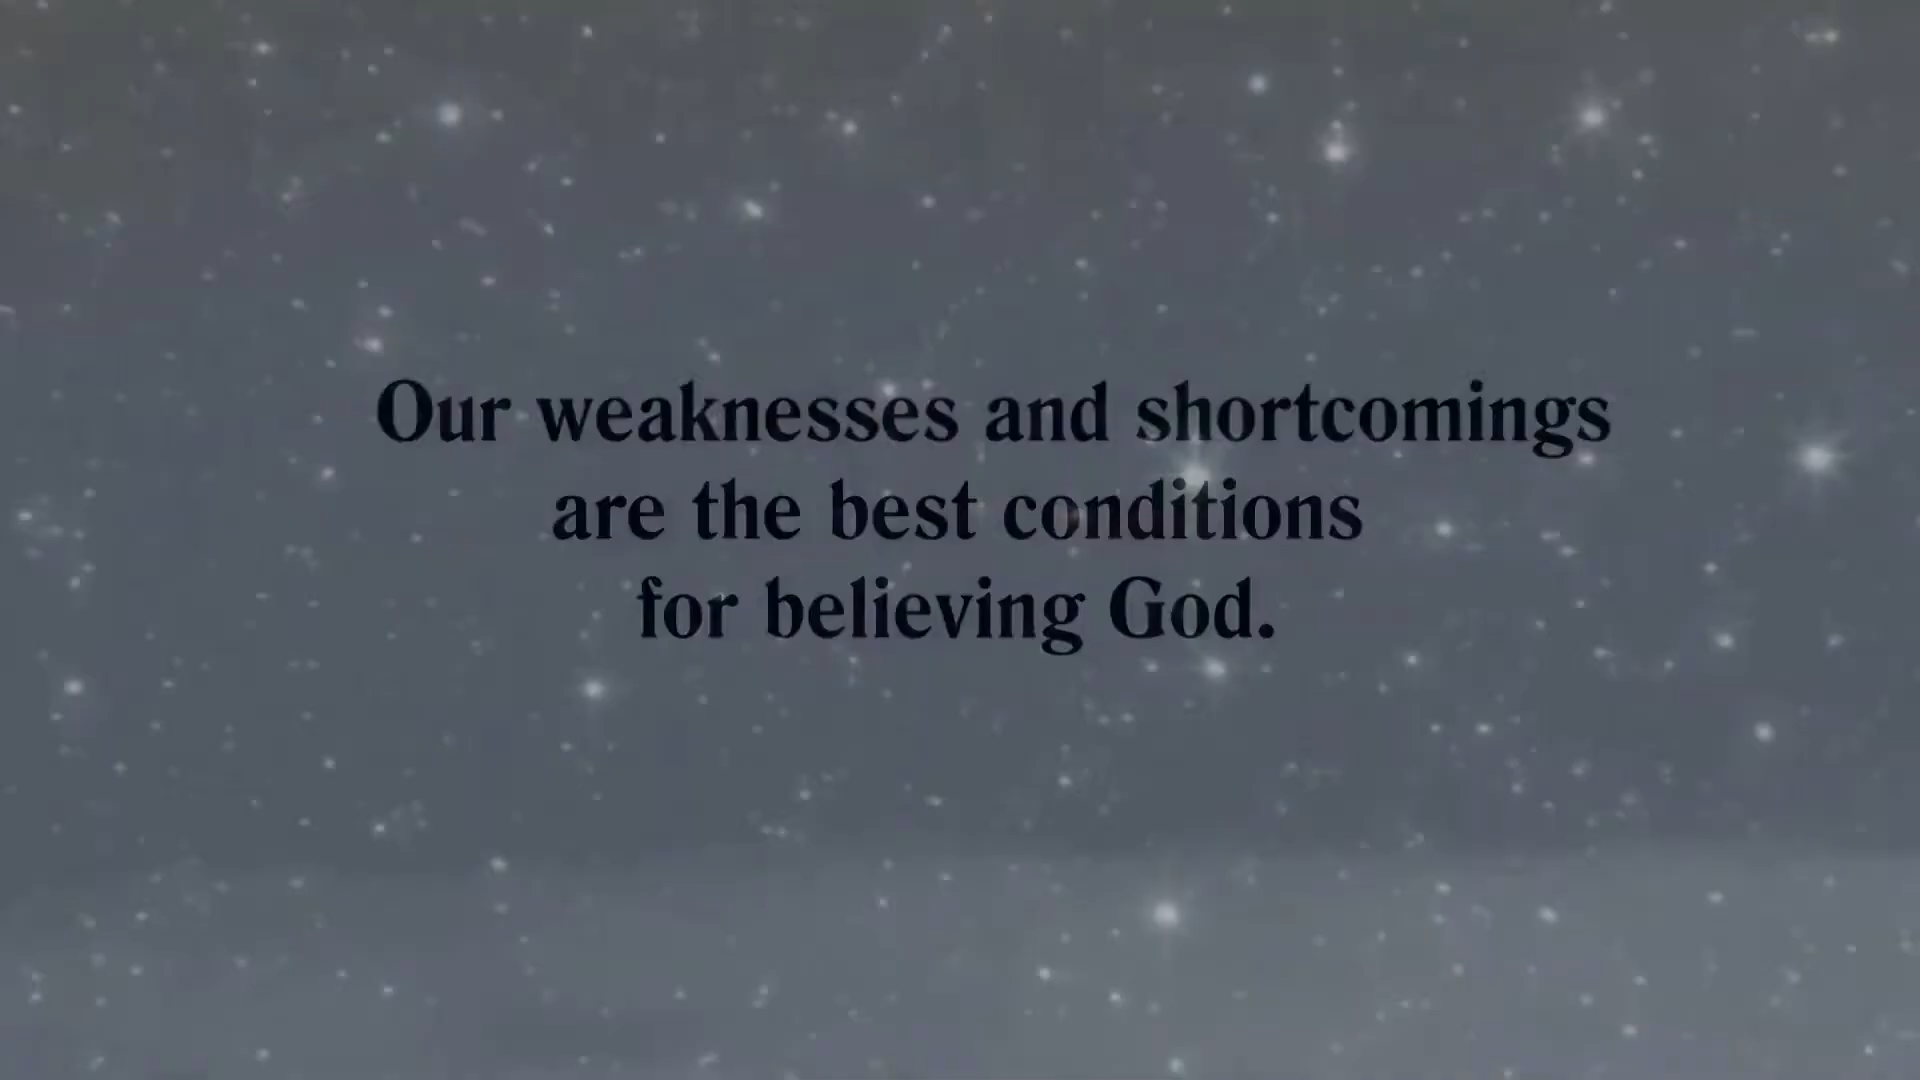 Our weaknesses and shortcomings
are the best conditions
for believing God.